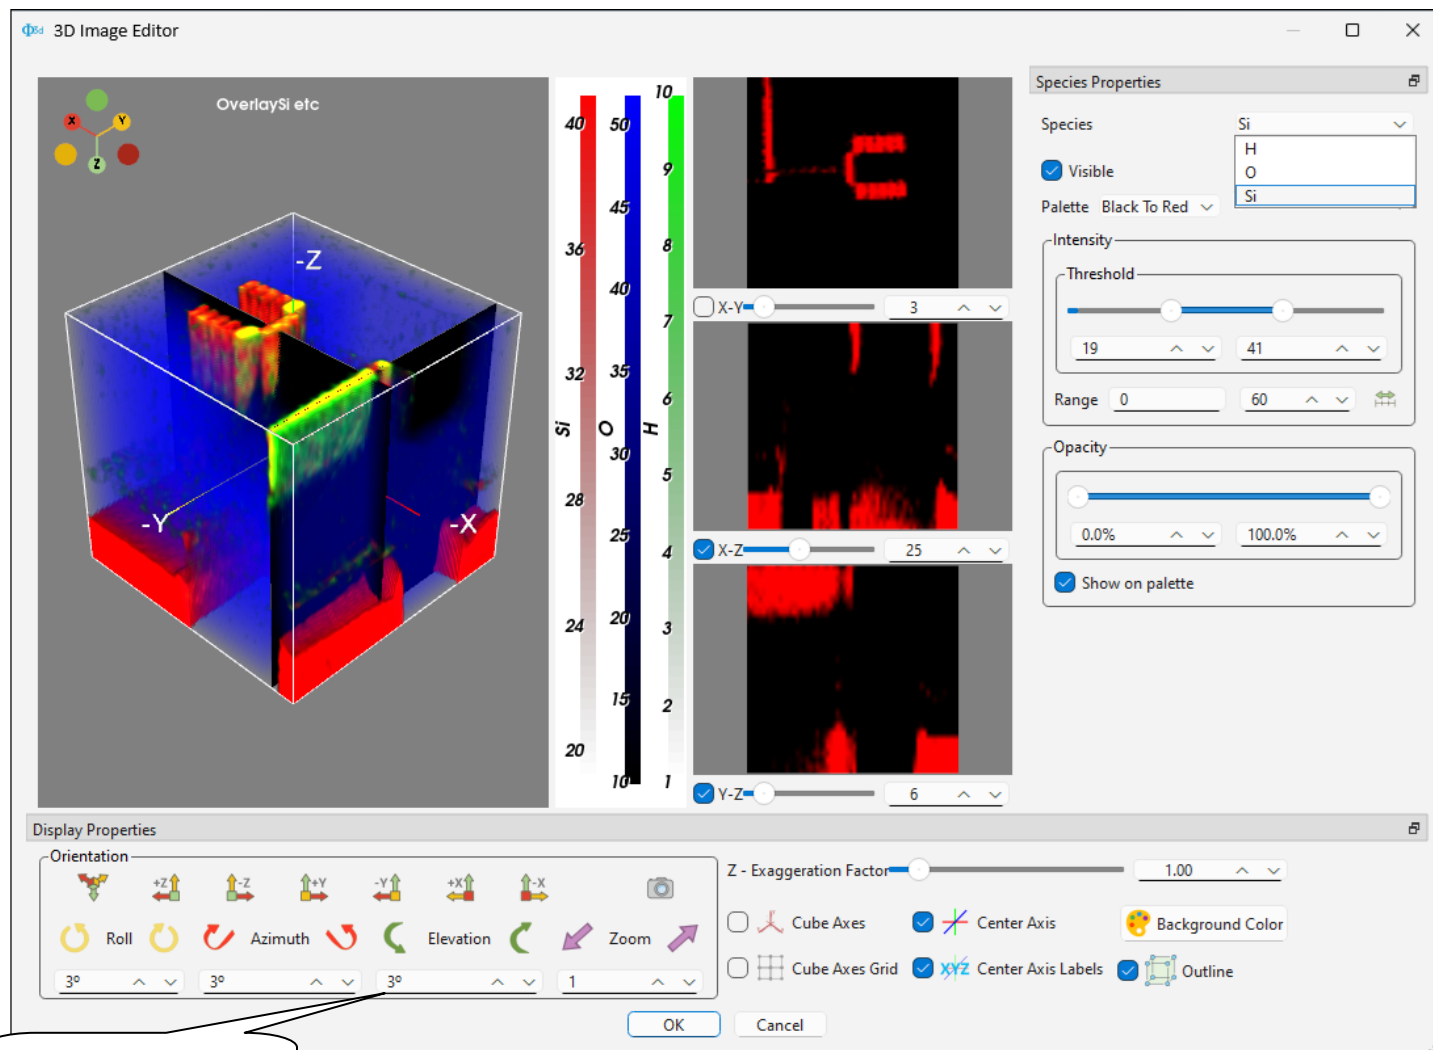 Φ5d 3D Image Editor
OverlaySi etc
X Y Z
-Z
-Y
-X
40
36
32
28
24
20
Si
50
45
40
35
30
25
20
15
10
O
10
9
8
7
6
5
4
3
2
1
H
X-Y 3
X-Z 25
Y-Z 6
Species Properties
Species Si
H
O
Si
Visible
Palette Black To Red
Intensity
Threshold
19 41
Range 0 60
Opacity
0.0% 100.0%
Show on palette
Display Properties
Orientation
+Z -Z +Y -Y +X -X
Roll Azimuth Elevation Zoom
3º 3º 3º 1
Z - Exaggeration Factor 1.00
Cube Axes Center Axis Background Color
Cube Axes Grid XYZ Center Axis Labels Outline
OK Cancel